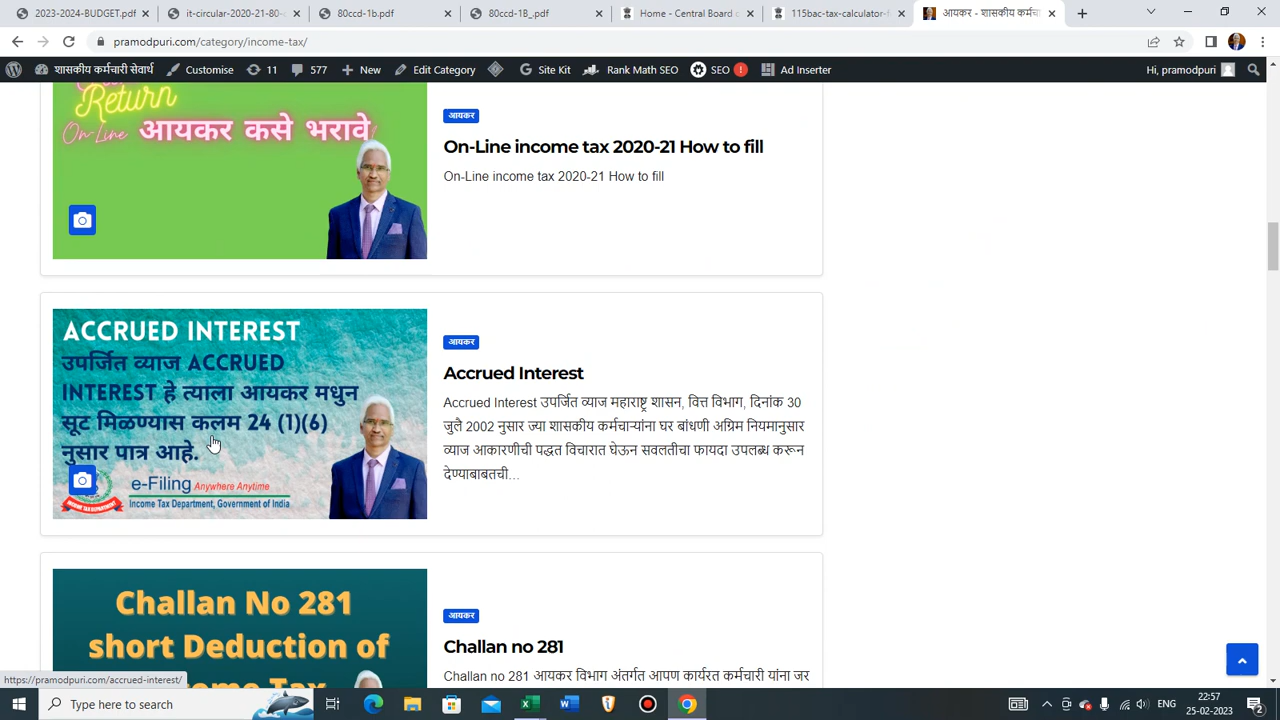 2023-2024-BUDGET.pdf
it-circular-2020-21-80-
80ccd-1b.pdf
80ccd-1B_.pdf
Home - Central Board
115bac-tax-calculator-f
आयकर - शासकीय कर्मचा
pramodpuri.com/category/income-tax/
शासकीय कर्मचारी सेवार्थ
Customise
11
577
New
Edit Category
Site Kit
Rank Math SEO
SEO
!
Ad Inserter
Hi, pramodpuri
Return
On-Line आयकर कसे भरावे
आयकर
On-Line income tax 2020-21 How to fill
On-Line income tax 2020-21 How to fill
ACCRUED INTEREST
उपर्जित व्याज ACCRUED
INTEREST हे त्याला आयकर मधुन
सूट मिळण्यास कलम 24 (1)(6)
नुसार पात्र आहे.
e-Filing Anywhere Anytime
Income Tax Department, Government of India
आयकर
Accrued Interest
Accrued Interest उपर्जित व्याज महाराष्ट्र शासन, वित्त विभाग, दिनांक 30
जुलै 2002 नुसार ज्या शासकीय कर्मचाऱ्यांना घर बांधणी अग्रिम नियमानुसार
व्याज आकारणीची पद्धत विचारात घेऊन सवलतीचा फायदा उपलब्ध करून
देण्याबाबतची...
Challan No 281
short Deduction of
आयकर
Challan no 281
Challan no 281 आयकर विभाग अंतर्गत आपण कार्यरत कर्मचारी यांना जर
https://pramodpuri.com/accrued-interest/
Type here to search
ENG
22:57
25-02-2023
2